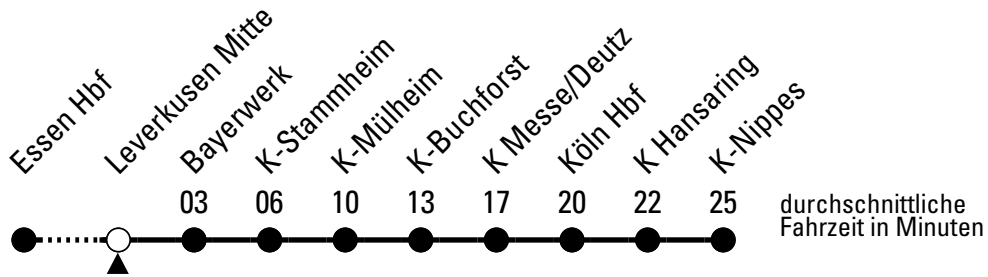 Essen Hbf
Leverkusen Mitte
Bayerwerk
K-Stammheim
K-Mülheim
K-Buchforst
K Messe/Deutz
Köln Hbf
K Hansaring
K-Nippes
03 06 10 13 17 20 22 25
durchschnittliche
Fahrzeit in Minuten